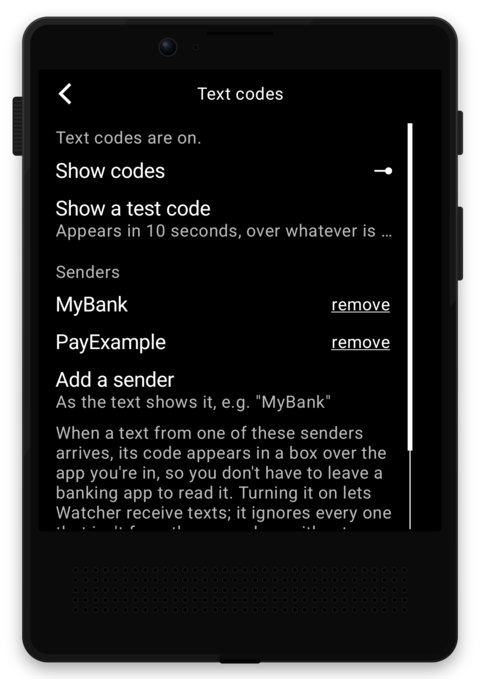 Text codes
Text codes are on.
Show codes
Show a test code
Appears in 10 seconds, over whatever is ...
Senders
MyBank
remove
PayExample
remove
Add a sender
As the text shows it, e.g. "MyBank"
When a text from one of these senders
arrives, its code appears in a box over the
app you're in, so you don't have to leave a
banking app to read it. Turning it on lets
Watcher receive texts; it ignores every one